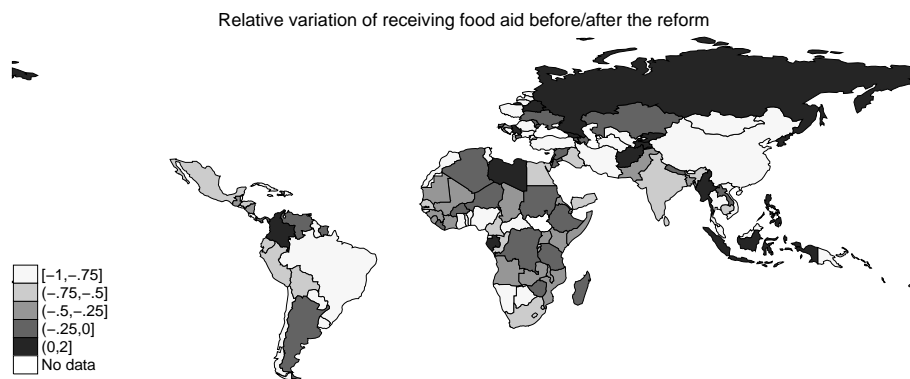 Relative variation of receiving food aid before/after the reform
[−1,−.75]
(−.75,−.5]
(−.5,−.25]
(−.25,0]
(0,2]
No data